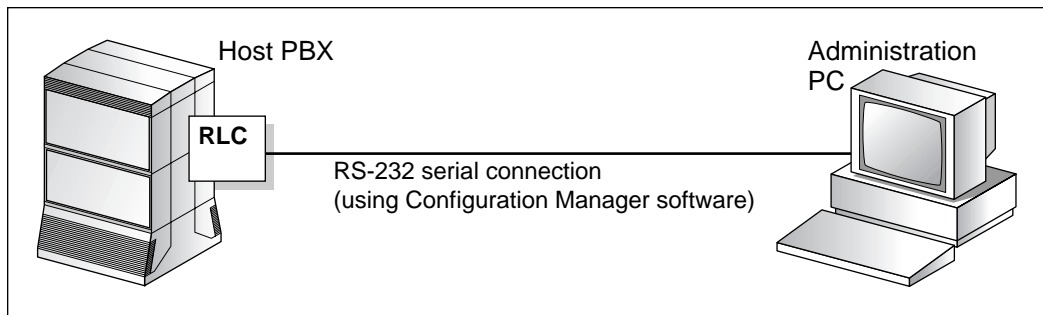 Host PBX
Administration
PC
RLC
RS-232 serial connection
(using Configuration Manager software)